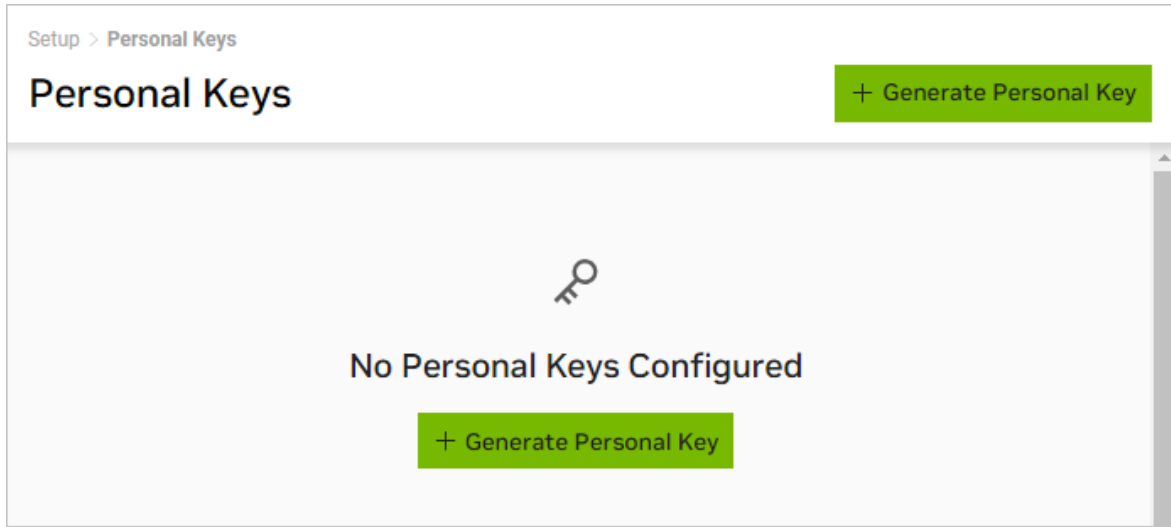 Setup > Personal Keys
Personal Keys
+ Generate Personal Key
No Personal Keys Configured
+ Generate Personal Key